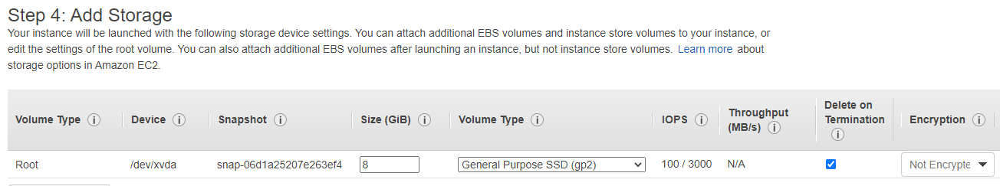 Step 4: Add Storage
Your instance will be launched with the following storage device settings. You can attach additional EBS volumes and instance store volumes to your instance, or
edit the settings of the root volume. You can also attach additional EBS volumes after launching an instance, but not instance store volumes. Learn more about
storage options in Amazon EC2.
Volume Type i Device i Snapshot i Size (GiB) i Volume Type i IOPS i Throughput (MB/s) i Delete on Termination i Encryption i
Root /dev/xvda snap-06d1a25207e263ef4 8 General Purpose SSD (gp2) 100 / 3000 N/A Not Encrypte